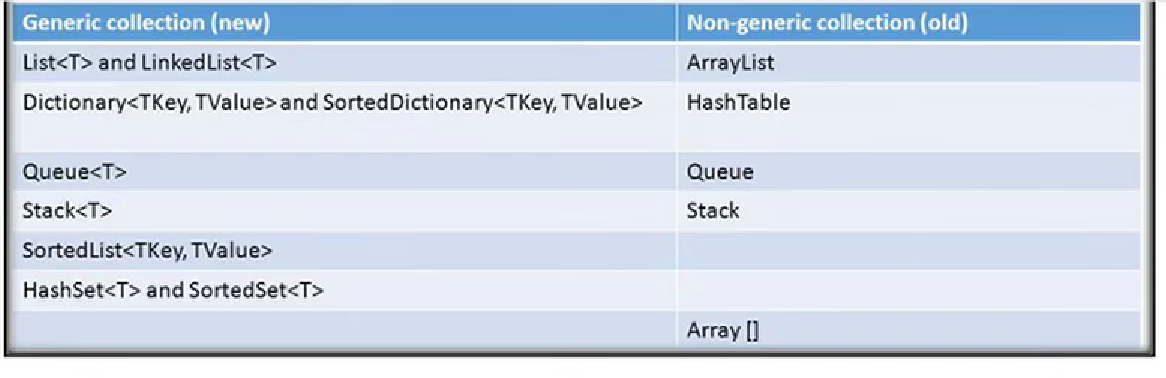 Generic collection (new) Non-generic collection (old)
List<T> and LinkedList<T> ArrayList
Dictionary<TKey, TValue> and SortedDictionary<TKey, TValue> HashTable
Queue<T> Queue
Stack<T> Stack
SortedList<TKey, TValue>
HashSet<T> and SortedSet<T>
Array []